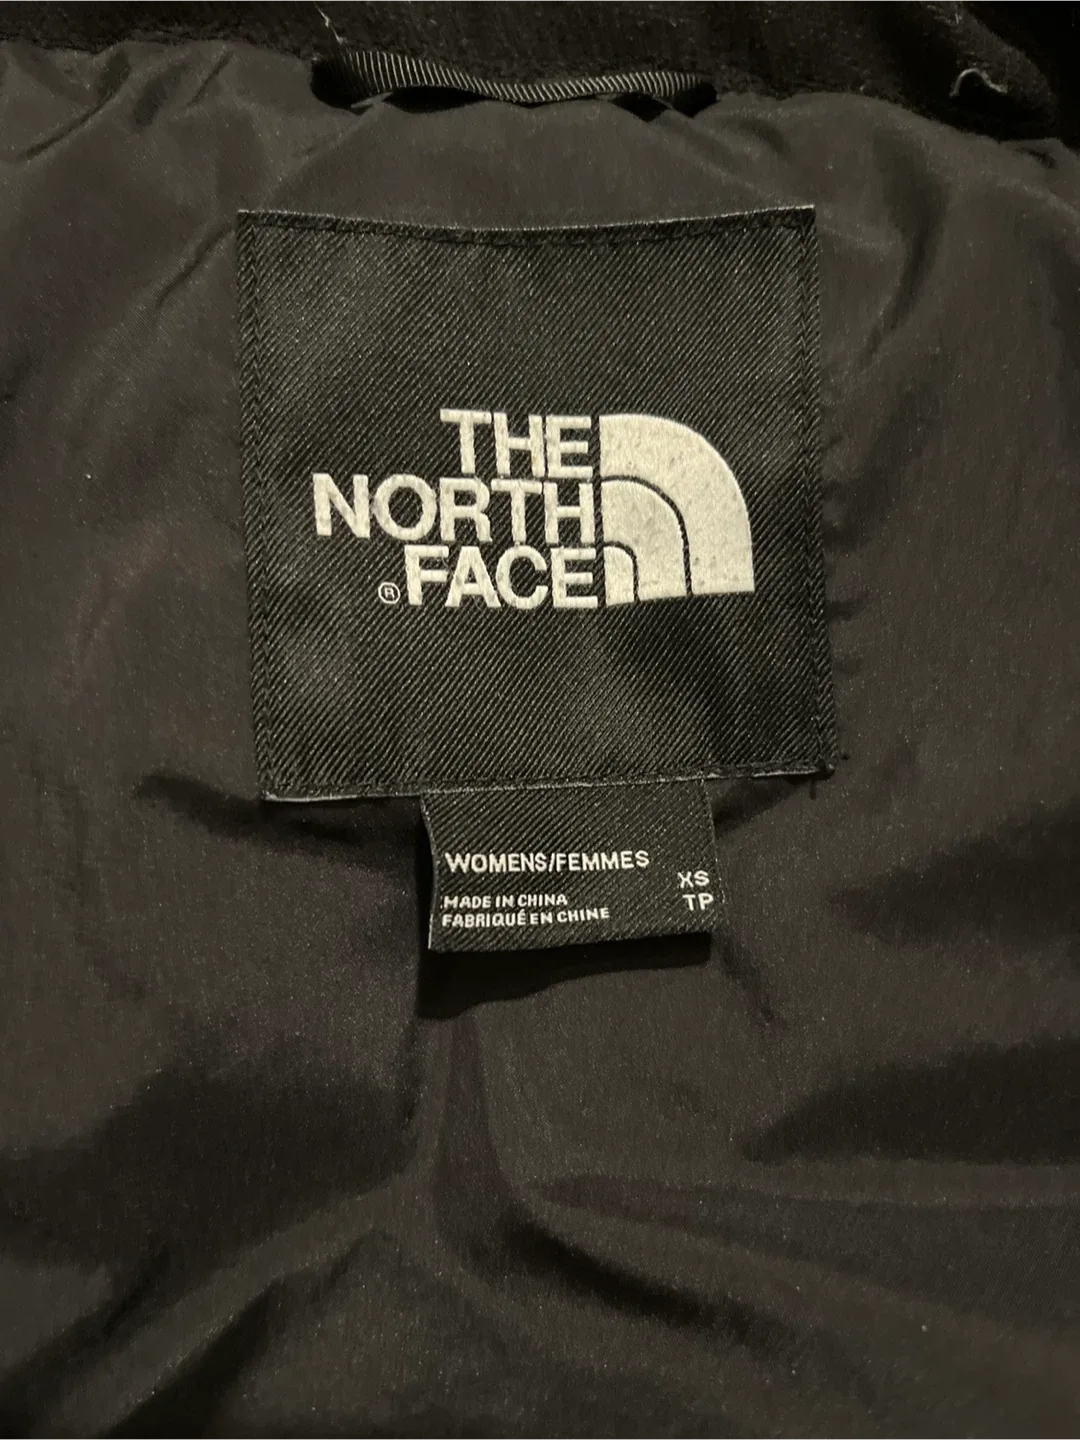 THE
NORTH
®FACE
WOMENS/FEMMES
XS
MADE IN CHINA
TP
FABRIQUÉ EN CHINE